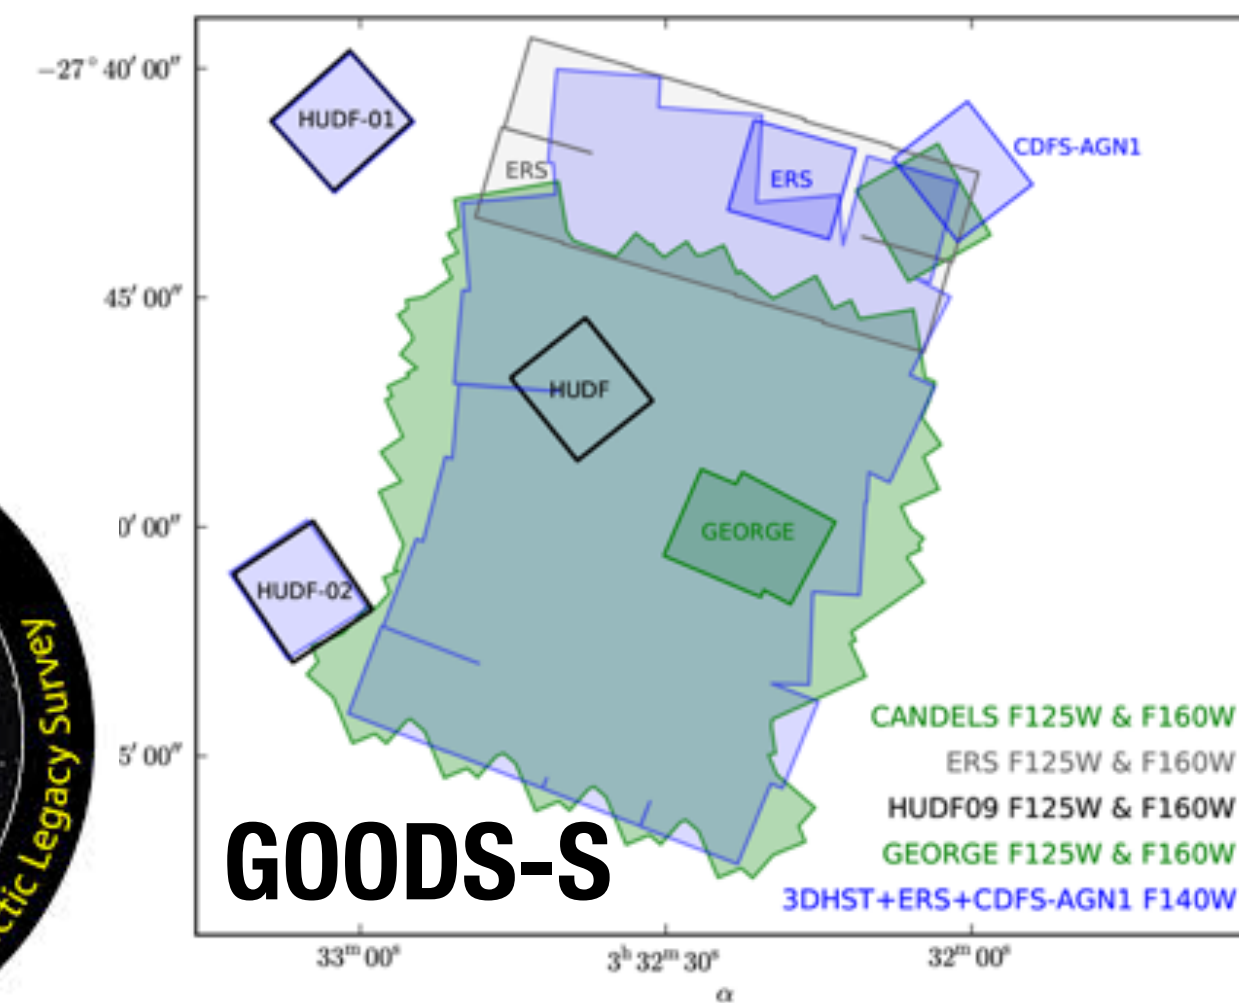 −27° 40′ 00″
HUDF-01
CDFS-AGN1
ERS
ERS
45′ 00″
HUDF
0′ 00″
GEORGE
HUDF-02
CANDELS F125W & F160W
5′ 00″
ERS F125W & F160W
HUDF09 F125W & F160W
GEORGE F125W & F160W
3DHST+ERS+CDFS-AGN1 F140W
GOODS-S
33ᵐ 00ˢ
3ʰ 32ᵐ 30ˢ
32ᵐ 00ˢ
α
ctic Legacy Survey